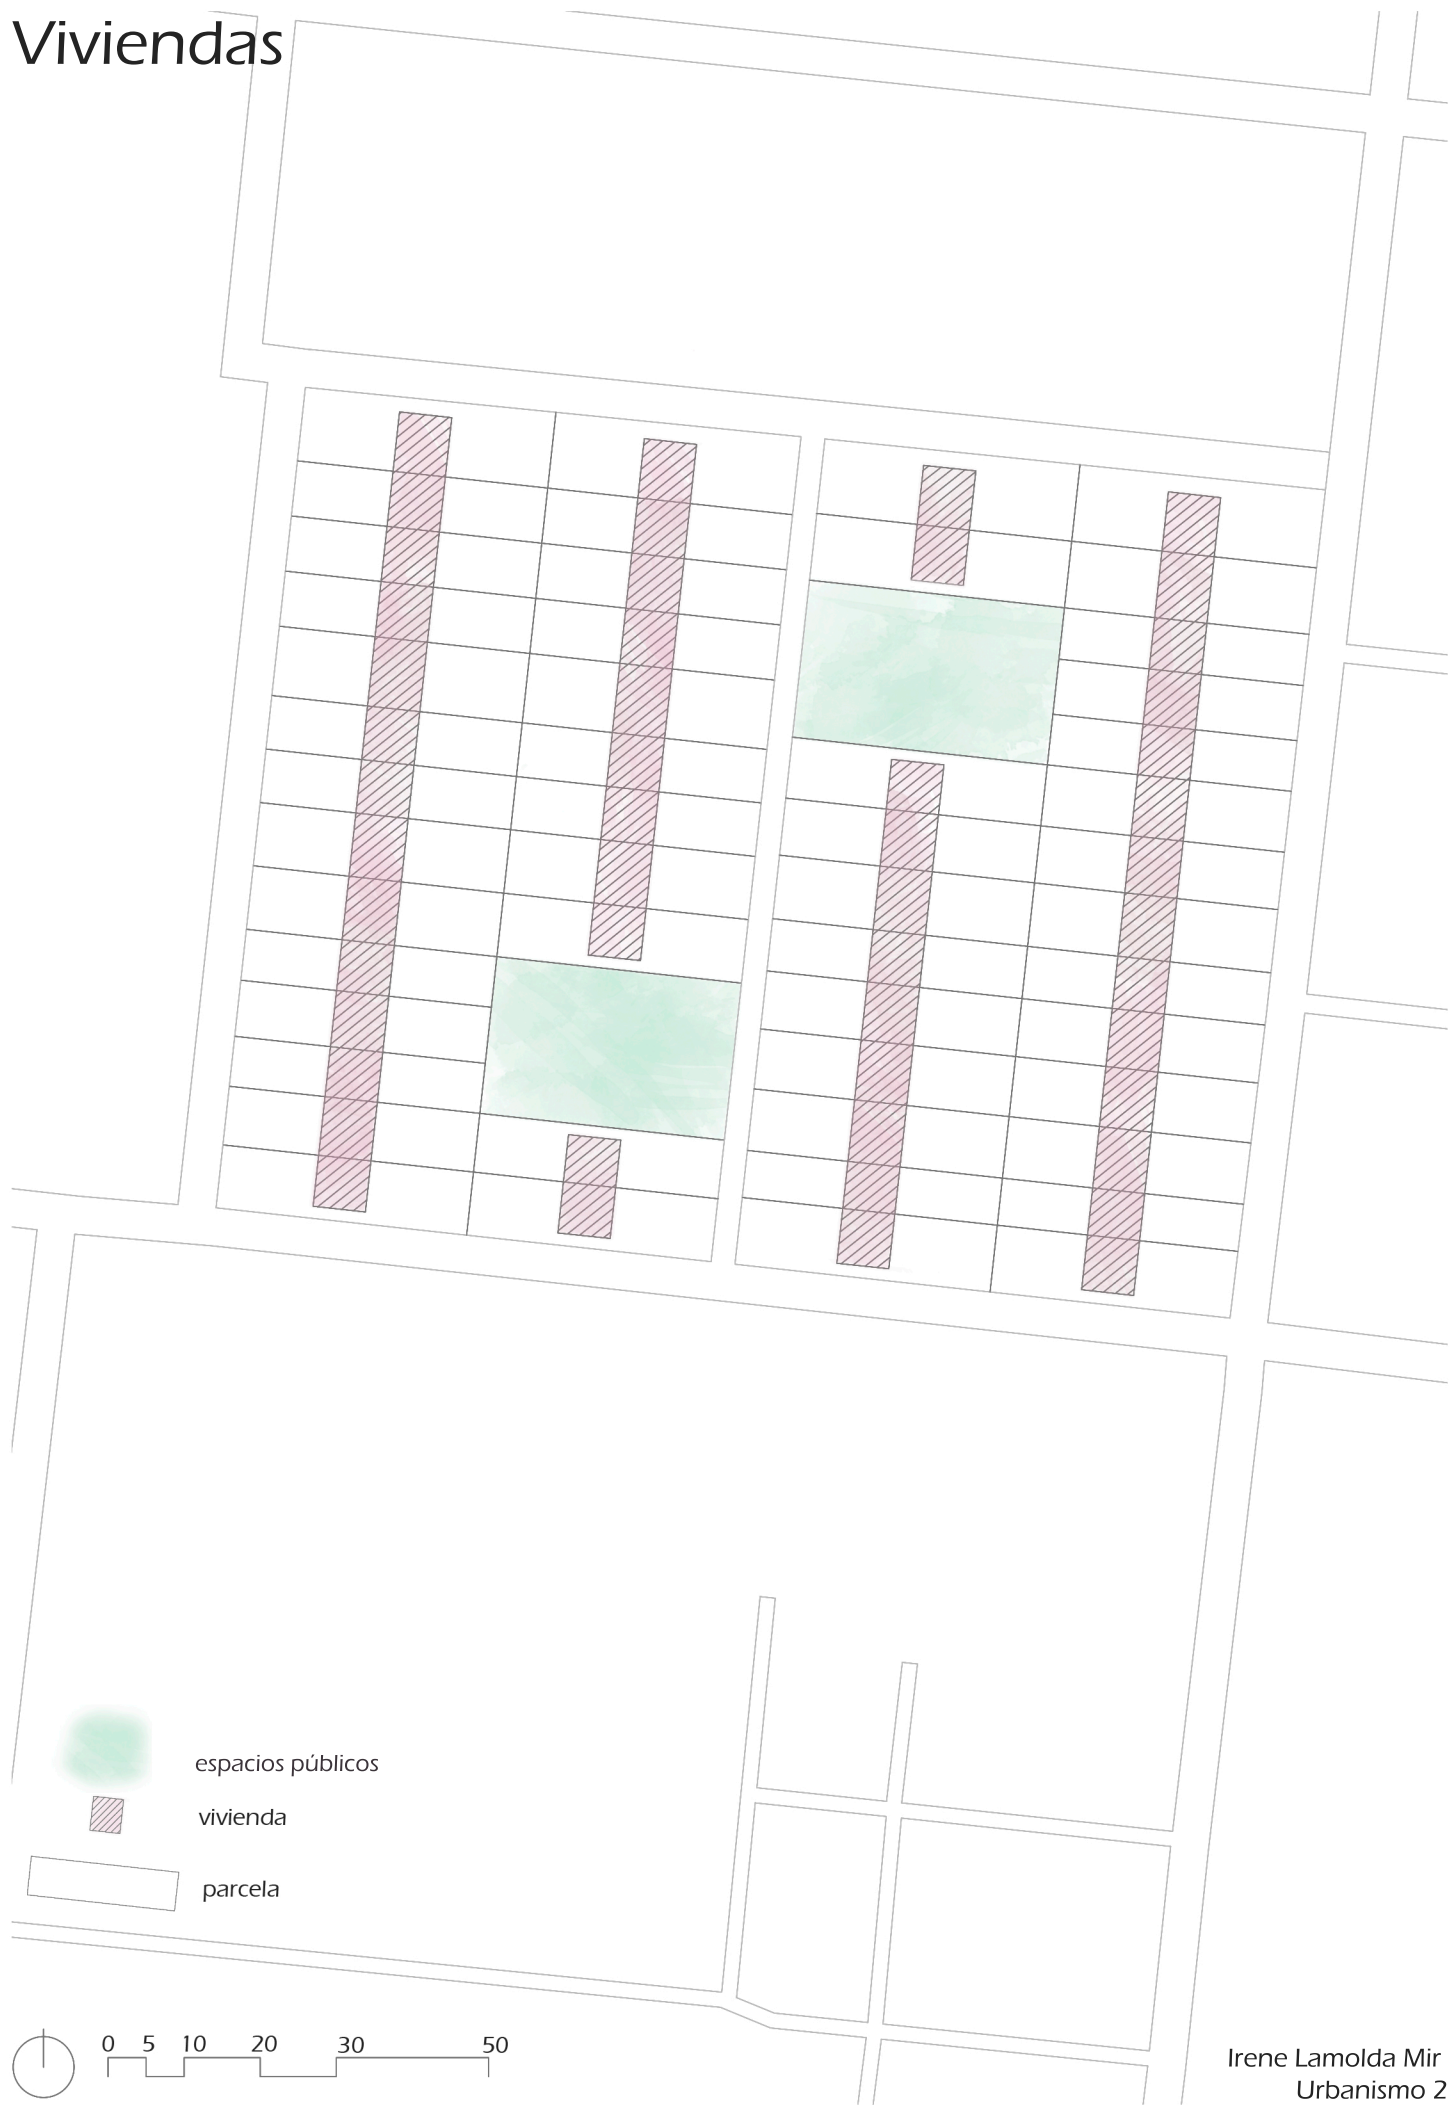 Viviendas
espacios públicos
vivienda
parcela
0 5 10 20 30 50
Irene Lamolda Mir
Urbanismo 2